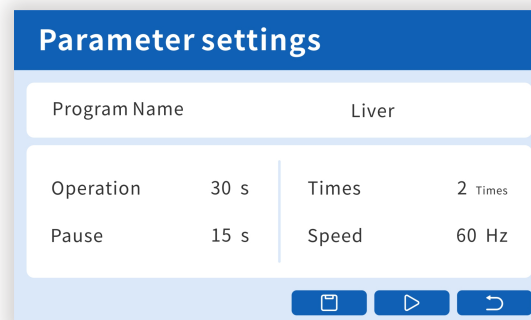 Parameter settings
Program Name Liver
Operation 30 s Times 2 Times
Pause 15 s Speed 60 Hz